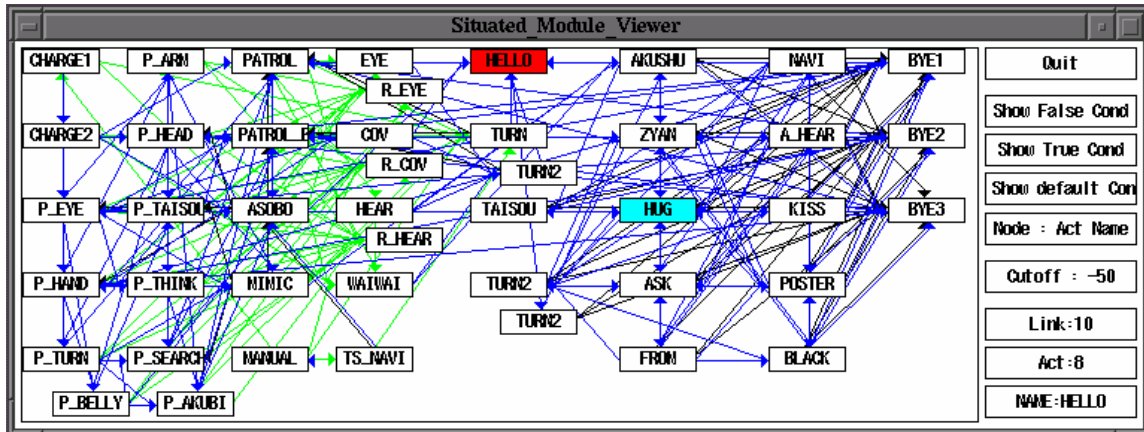 Situated_Module_Viewer
CHARGE1 P_ARM PATROL EYE HELLO AKUSHU NAVI BYE1
R_EYE
CHARGE2 P_HEAD PATROL_P COV TURN ZYAN A_HEAR BYE2
R_COV TURN2
P_EYE P_TAISOU ASOBO HEAR TAISOU HUG KISS BYE3
R_HEAR
P_HAND P_THINK MIMIC WAIWAI TURN2 ASK POSTER
TURN2
P_TURN P_SEARCH MANUAL TS_NAVI FROM BLACK
P_BELLY P_AKUBI
Quit
Show False Cond
Show True Cond
Show default Con
Node : Act Name
Cutoff : -50
Link:10
Act:8
NAME:HELLO